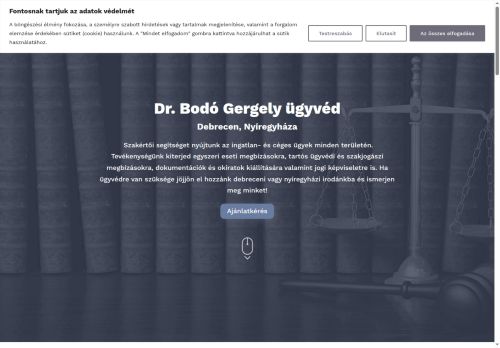 Fontosnak tartjuk az adatok védelmét
A böngészési élmény fokozása, a személyre szabott hirdetések vagy tartalmak megjelenítése, valamint a forgalom
elemzése érdekében sütiket (cookie) használunk. A "Mindet elfogadom" gombra kattintva hozzájárulhat a sütik
használatához.
Testreszabás
Elutasít
Az összes elfogadása
Dr. Bodó Gergely ügyvéd
Debrecen, Nyíregyháza
Szakértői segítséget nyújtunk az ingatlan- és céges ügyek minden területén.
Tevékenységünk kiterjed egyszeri eseti megbízásokra, tartós ügyvédi és szakjogászi
megbízásokra, dokumentációk és okiratok kiállítására valamint jogi képviseletre is. Ha
ügyvédre van szüksége jöjjön el hozzánk debreceni vagy nyíregyházi irodánkba és ismerjen
meg minket!
Ajánlatkérés